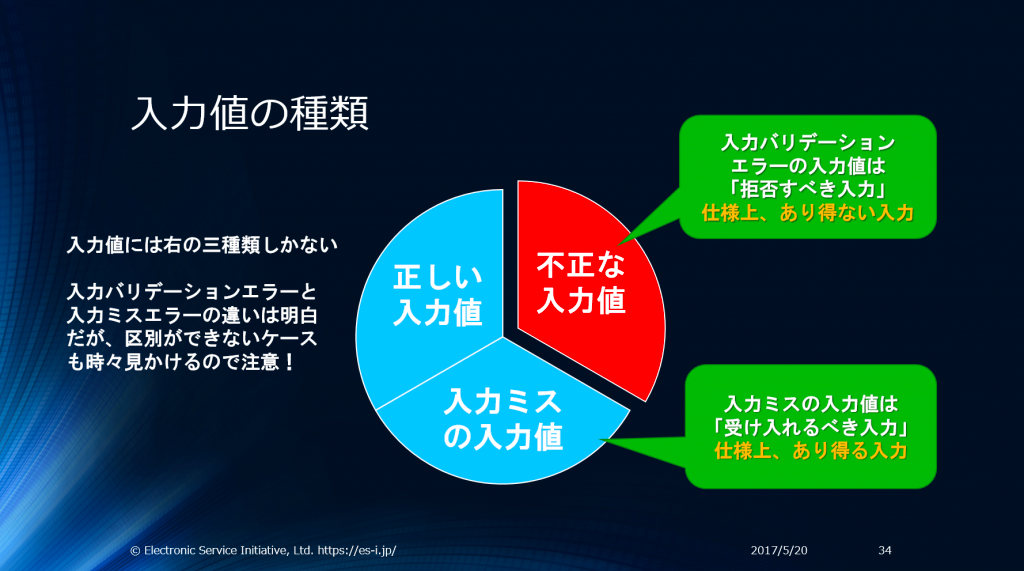 入力値の種類
入力バリデーション
エラーの入力値は
「拒否すべき入力」
仕様上、あり得ない入力
入力値には右の三種類しかない
入力バリデーションエラーと
入力ミスエラーの違いは明白
だが、区別ができないケース
も時々見かけるので注意！
正しい
入力値
不正な
入力値
入力ミス
の入力値
入力ミスの入力値は
「受け入れるべき入力」
仕様上、あり得る入力
© Electronic Service Initiative, Ltd. https://es-i.jp/
2017/5/20
34